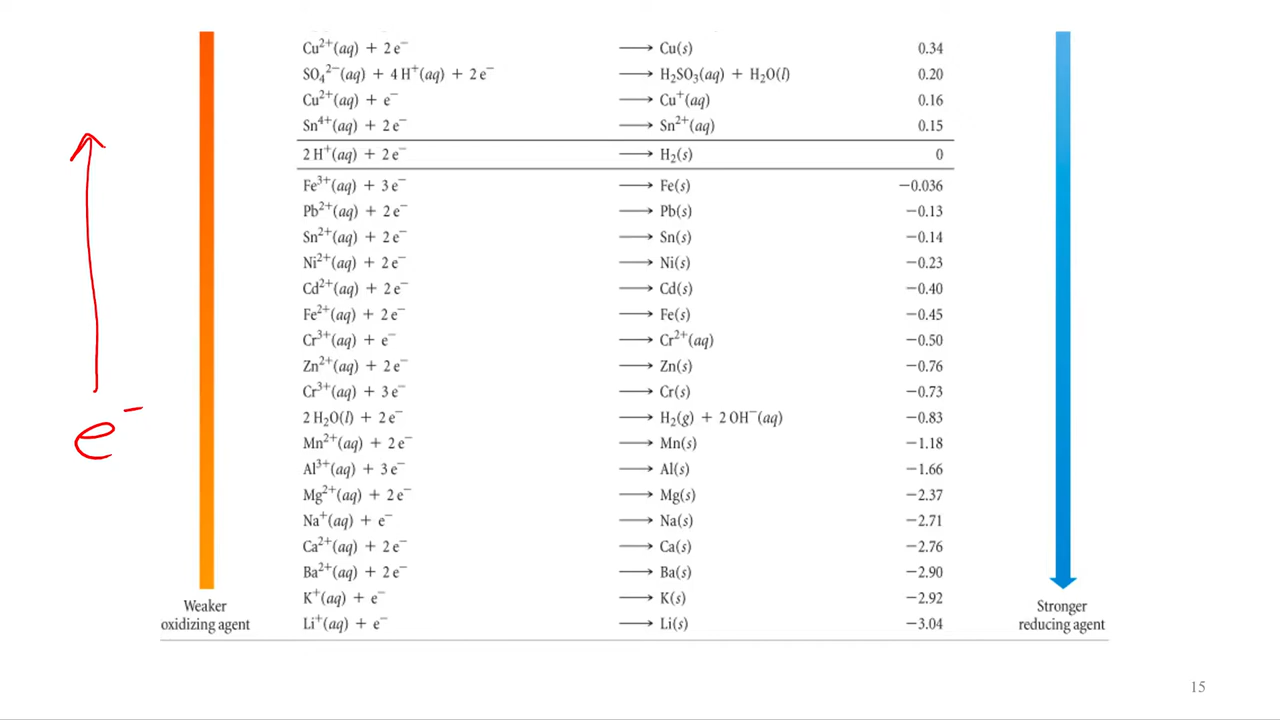 Cu²⁺(aq) + 2 e⁻ ⟶ Cu(s) 0.34
SO₄²⁻(aq) + 4 H⁺(aq) + 2 e⁻ ⟶ H₂SO₃(aq) + H₂O(l) 0.20
Cu²⁺(aq) + e⁻ ⟶ Cu⁺(aq) 0.16
Sn⁴⁺(aq) + 2 e⁻ ⟶ Sn²⁺(aq) 0.15
2 H⁺(aq) + 2 e⁻ ⟶ H₂(s) 0
Fe³⁺(aq) + 3 e⁻ ⟶ Fe(s) −0.036
Pb²⁺(aq) + 2 e⁻ ⟶ Pb(s) −0.13
Sn²⁺(aq) + 2 e⁻ ⟶ Sn(s) −0.14
Ni²⁺(aq) + 2 e⁻ ⟶ Ni(s) −0.23
Cd²⁺(aq) + 2 e⁻ ⟶ Cd(s) −0.40
Fe²⁺(aq) + 2 e⁻ ⟶ Fe(s) −0.45
Cr³⁺(aq) + e⁻ ⟶ Cr²⁺(aq) −0.50
Zn²⁺(aq) + 2 e⁻ ⟶ Zn(s) −0.76
Cr³⁺(aq) + 3 e⁻ ⟶ Cr(s) −0.73
2 H₂O(l) + 2 e⁻ ⟶ H₂(g) + 2 OH⁻(aq) −0.83
e⁻
Mn²⁺(aq) + 2 e⁻ ⟶ Mn(s) −1.18
Al³⁺(aq) + 3 e⁻ ⟶ Al(s) −1.66
Mg²⁺(aq) + 2 e⁻ ⟶ Mg(s) −2.37
Na⁺(aq) + e⁻ ⟶ Na(s) −2.71
Ca²⁺(aq) + 2 e⁻ ⟶ Ca(s) −2.76
Ba²⁺(aq) + 2 e⁻ ⟶ Ba(s) −2.90
K⁺(aq) + e⁻ ⟶ K(s) −2.92
Li⁺(aq) + e⁻ ⟶ Li(s) −3.04
Weaker
oxidizing agent
Stronger
reducing agent
15